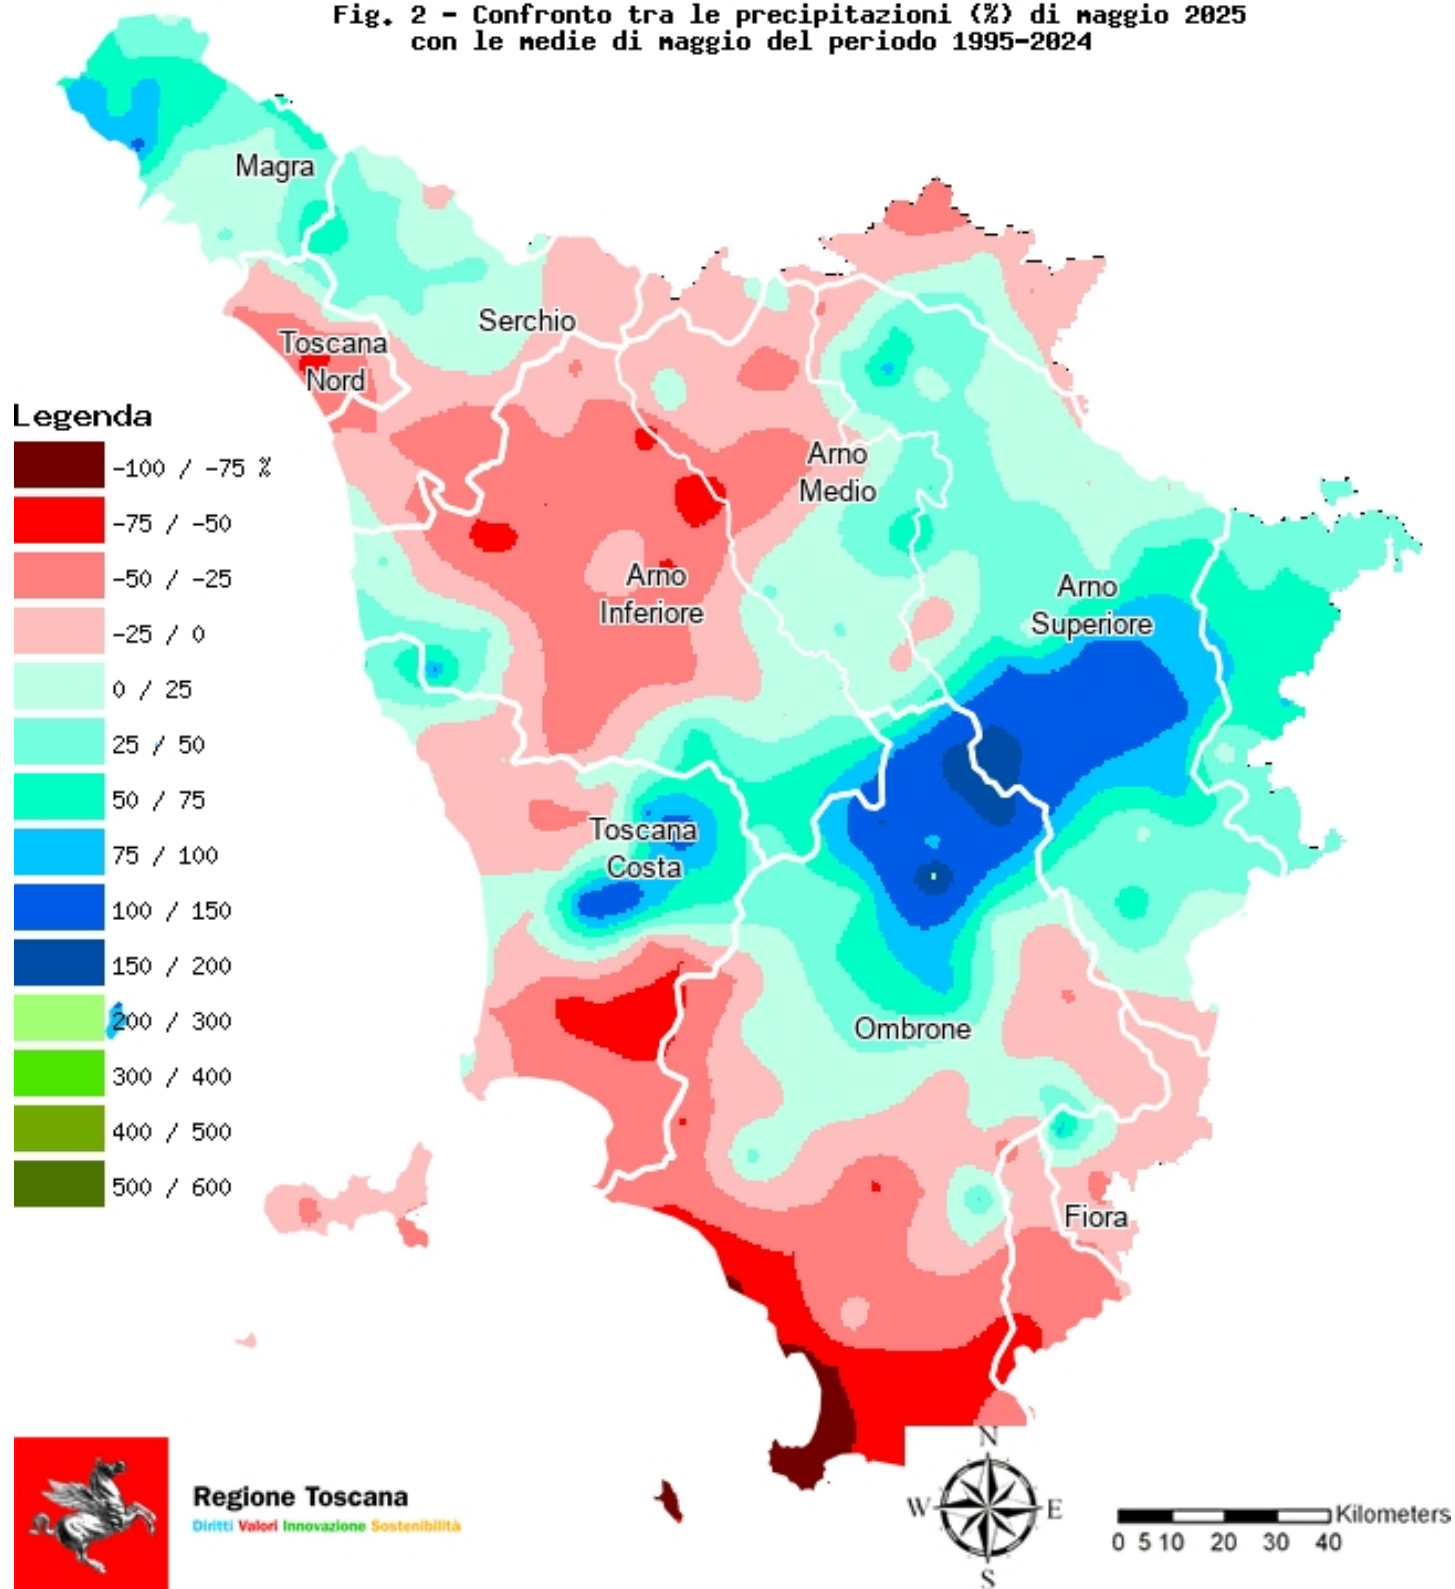 Fig. 2 - Confronto tra le precipitazioni (%) di maggio 2025
con le medie di maggio del periodo 1995-2024
Magra
Serchio
Toscana
Nord
Legenda
-100 / -75 %
-75 / -50
-50 / -25
-25 / 0
0 / 25
25 / 50
50 / 75
75 / 100
100 / 150
150 / 200
200 / 300
300 / 400
400 / 500
500 / 600
Arno
Medio
Arno
Inferiore
Arno
Superiore
Toscana
Costa
Ombrone
Fiora
Regione Toscana
Diritti Valori Innovazione Sostenibilità
N
W
E
S
Kilometers
0 5 10 20 30 40